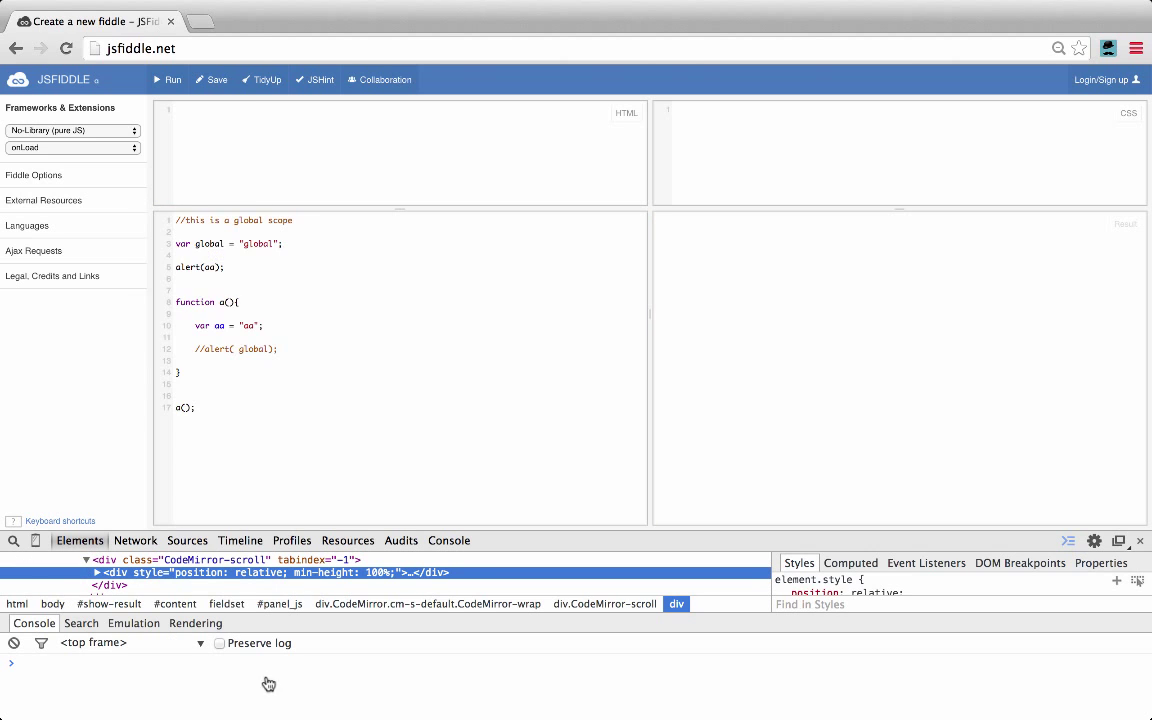 Create a new fiddle – JSFid
jsfiddle.net
JSFIDDLE α
Run
Save
TidyUp
JSHint
Collaboration
Login/Sign up
Frameworks & Extensions
No-Library (pure JS)
onLoad
Fiddle Options
External Resources
Languages
Ajax Requests
Legal, Credits and Links
? Keyboard shortcuts
1
HTML
1
CSS
1 //this is a global scope
2
3 var global = "global";
4
5 alert(aa);
6
7
8 function a(){
9
10 var aa = "aa";
11
12 //alert( global);
13
14 }
15
16
17 a();
Result
Elements Network Sources Timeline Profiles Resources Audits Console
▼<div class="CodeMirror-scroll" tabindex="-1">
▶<div style="position: relative; min-height: 100%;">…</div>
</div>
html body #show-result #content fieldset #panel_js div.CodeMirror.cm-s-default.CodeMirror-wrap div.CodeMirror-scroll div
Styles Computed Event Listeners DOM Breakpoints Properties
element.style {
position: relative;
Find in Styles
Console Search Emulation Rendering
<top frame> ▼ Preserve log
>